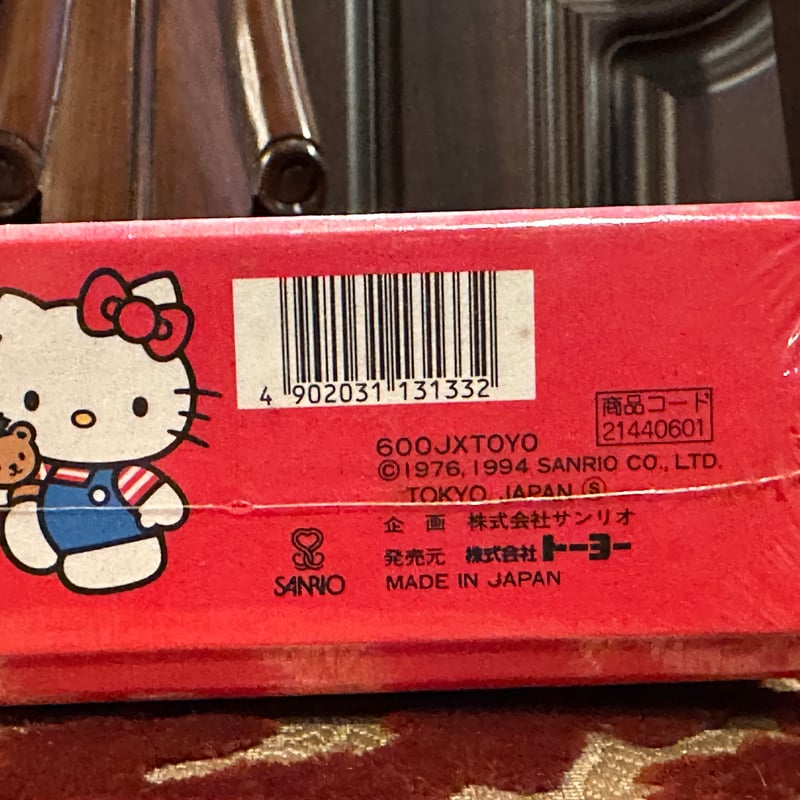 4 902031 131332
商品コード
21440601
600JXTOYO
©1976, 1994 SANRIO CO., LTD.
TOKYO, JAPAN Ⓢ
企 画 株式会社サンリオ
発売元 株式会社トーヨー
SANRIO
MADE IN JAPAN